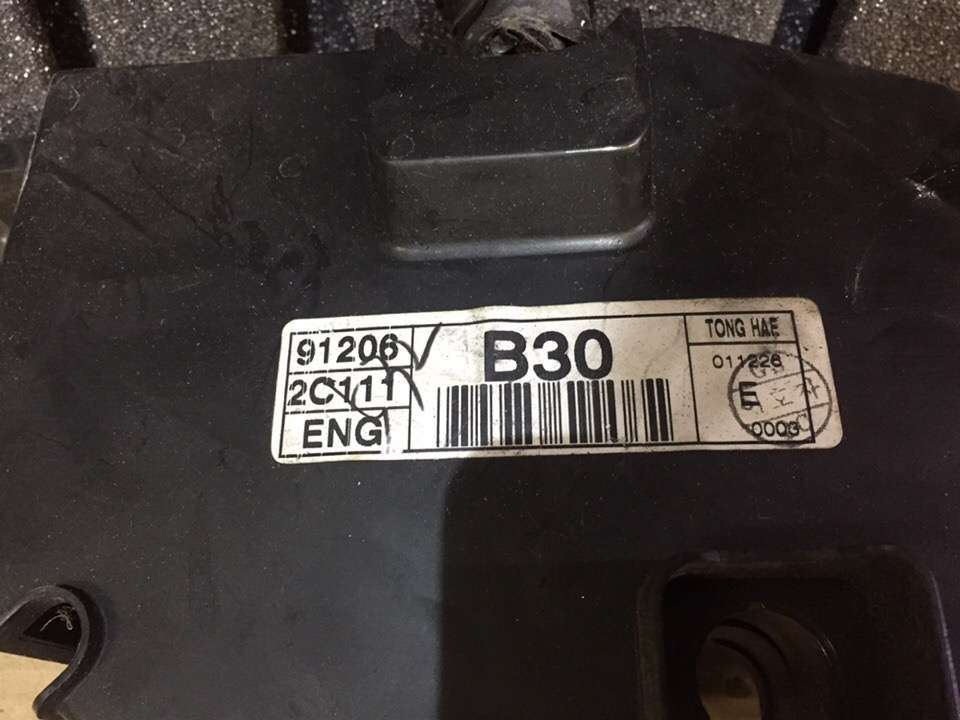 91206
2C111
ENG
B30
TONG HAE
011226
E
0003